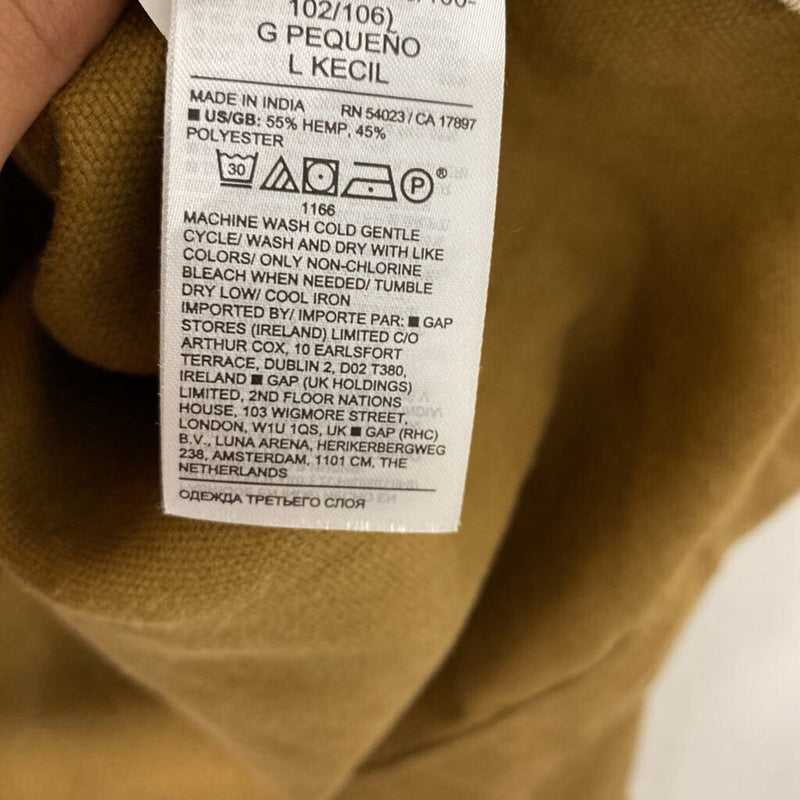 102/106)
G PEQUEÑO
L KECIL
MADE IN INDIA RN 54023 / CA 17897
■ US/GB: 55% HEMP, 45%
POLYESTER
30 P®
1166
MACHINE WASH COLD GENTLE
CYCLE/ WASH AND DRY WITH LIKE
COLORS/ ONLY NON-CHLORINE
BLEACH WHEN NEEDED/ TUMBLE
DRY LOW/ COOL IRON
IMPORTED BY/ IMPORTE PAR: ■ GAP
STORES (IRELAND) LIMITED C/O
ARTHUR COX, 10 EARLSFORT
TERRACE, DUBLIN 2, D02 T380,
IRELAND ■ GAP (UK HOLDINGS)
LIMITED, 2ND FLOOR NATIONS
HOUSE, 103 WIGMORE STREET,
LONDON, W1U 1QS, UK ■ GAP (RHC)
B.V., LUNA ARENA, HERIKERBERGWEG
238, AMSTERDAM, 1101 CM, THE
NETHERLANDS
ОДЕЖДА ТРЕТЬЕГО СЛОЯ